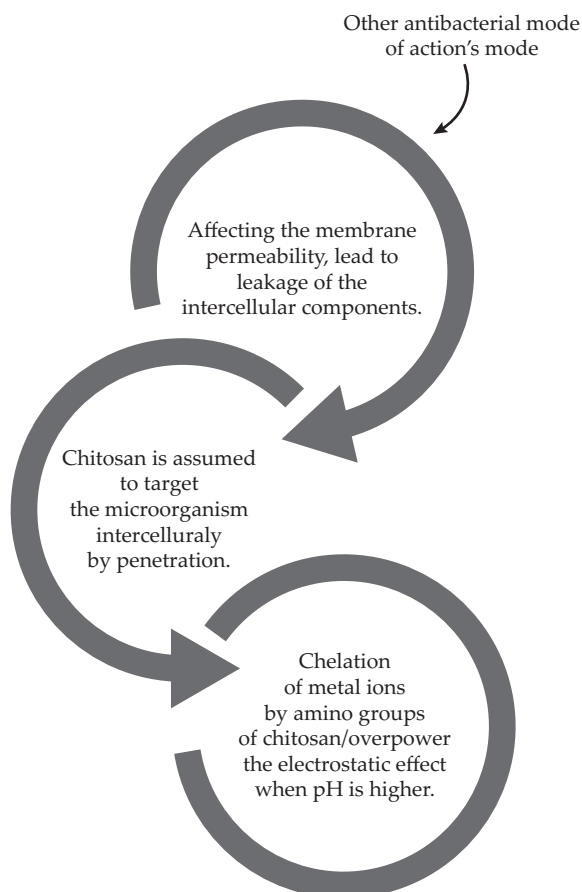 Other antibacterial mode
of action's mode
Affecting the membrane
permeability, lead to
leakage of the
intercellular components.
Chitosan is assumed
to target
the microorganism
intercelluraly
by penetration.
Chelation
of metal ions
by amino groups
of chitosan/overpower
the electrostatic effect
when pH is higher.